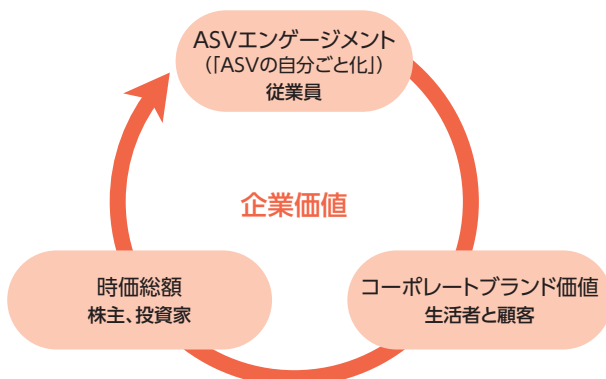 ASVエンゲージメント
(「ASVの自分ごと化」)
従業員
企業価値
時価総額
株主、投資家
コーポレートブランド価値
生活者と顧客